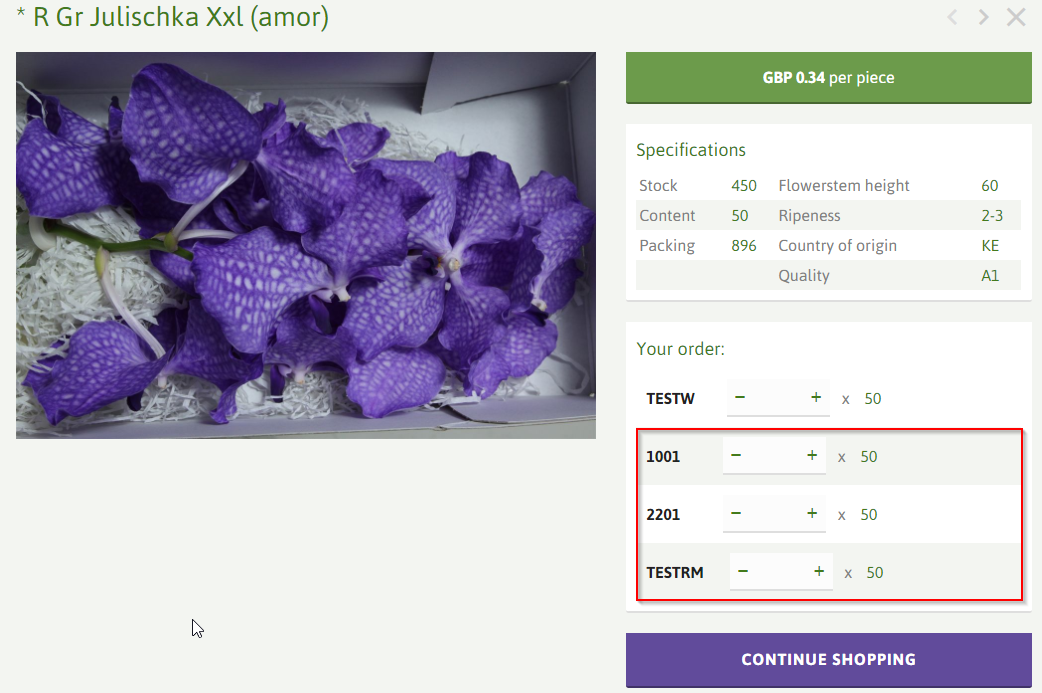 * R Gr Julischka Xxl (amor)
GBP 0.34 per piece
Specifications
Stock 450 Flowerstem height 60
Content 50 Ripeness 2-3
Packing 896 Country of origin KE
Quality A1
Your order:
TESTW − + x 50
1001 − + x 50
2201 − + x 50
TESTRM − + x 50
CONTINUE SHOPPING